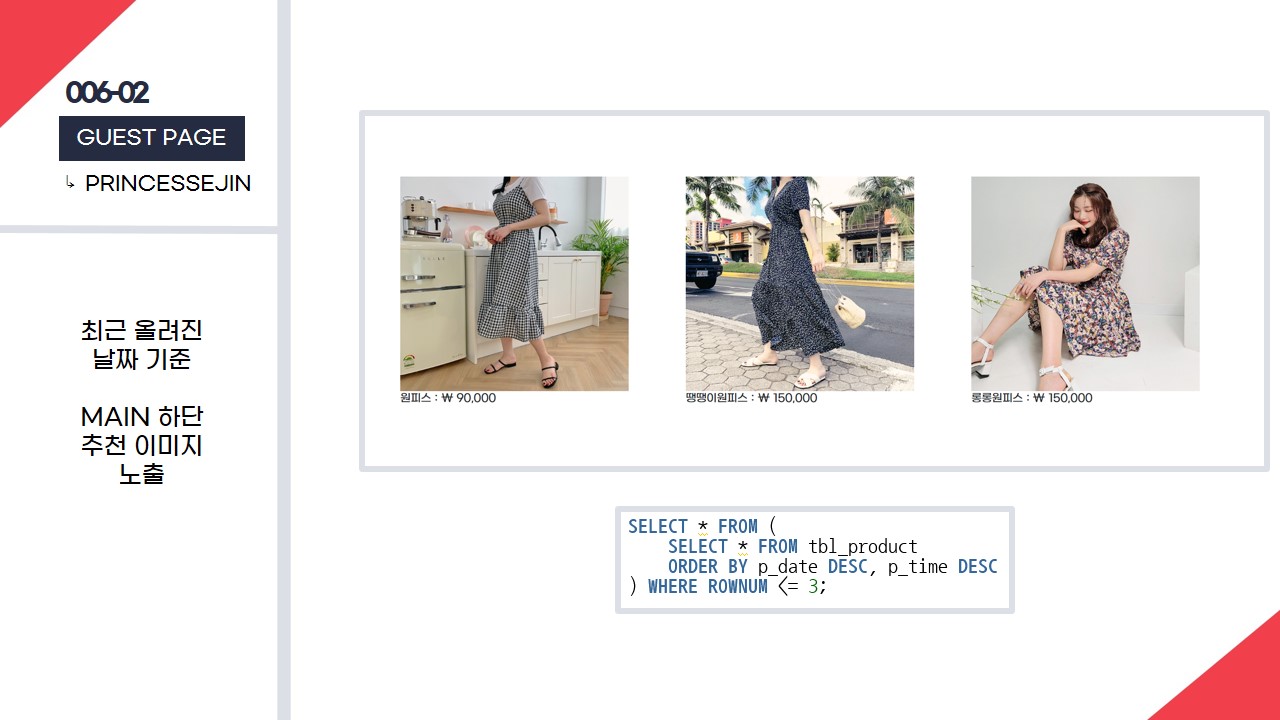 006-02
GUEST PAGE
↳ PRINCESSEJIN
최근 올려진
날짜 기준
MAIN 하단
추천 이미지
노출
원피스 : ₩ 90,000
땡땡이원피스 : ₩ 150,000
롱롱원피스 : ₩ 150,000
SELECT * FROM (
    SELECT * FROM tbl_product
    ORDER BY p_date DESC, p_time DESC
) WHERE ROWNUM <= 3;